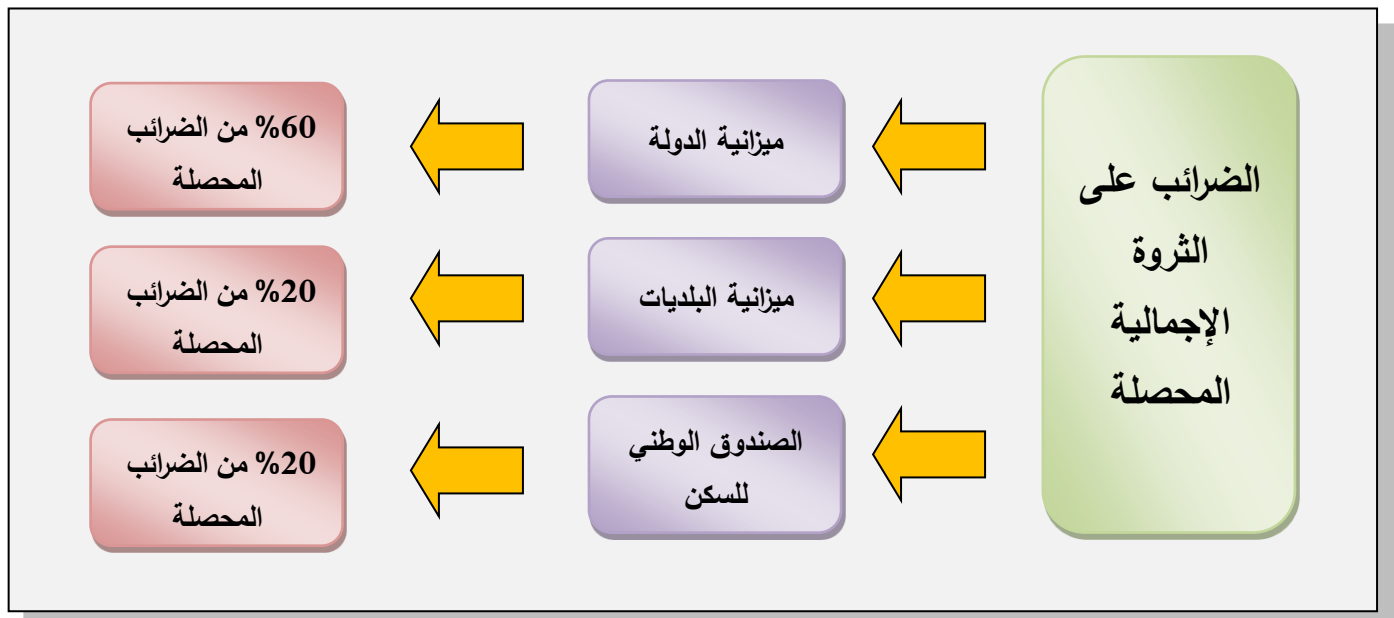 الضرائب على
الثروة
الإجمالية
المحصلة
ميزانية الدولة
60% من الضرائب
المحصلة
ميزانية البلديات
20% من الضرائب
المحصلة
الصندوق الوطني
للسكن
20% من الضرائب
المحصلة